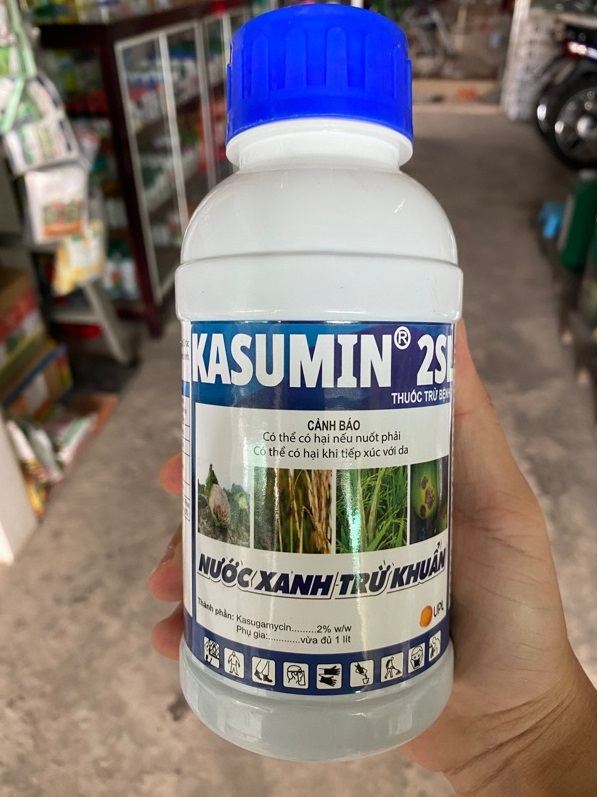 KASUMIN® 2SL
THUỐC TRỪ BỆNH
CẢNH BÁO
Có thể có hại nếu nuốt phải
Có thể có hại khi tiếp xúc với da
NƯỚC XANH TRỪ KHUẨN
Thành phần: Kasugamycin.........2% w/w
Phụ gia:............vừa đủ 1 lít
UPL